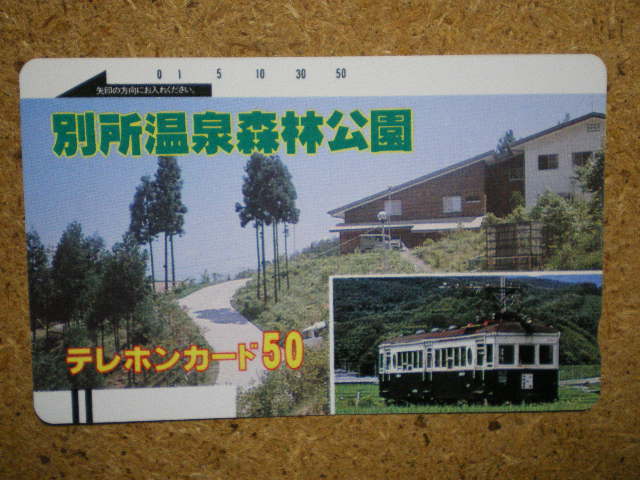 0 1 5 10 30 50
矢印の方向にお入れください。
別所温泉森林公園
テレホンカード50